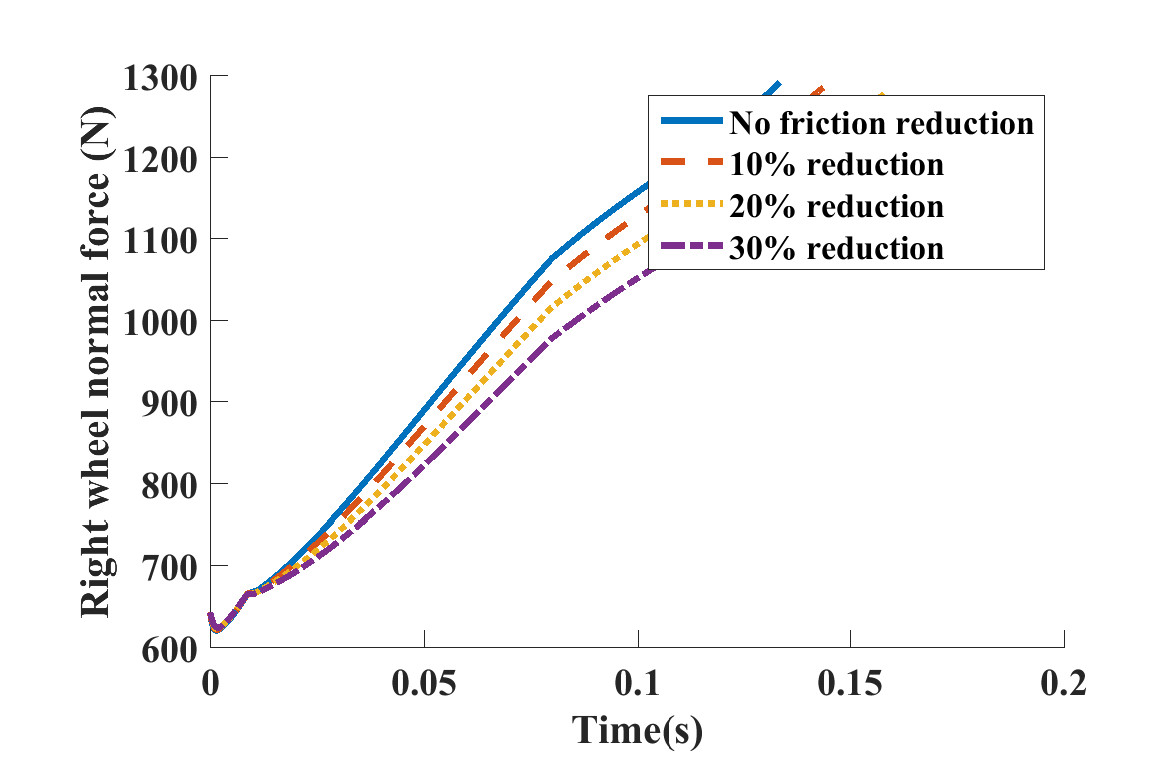 1300
1200
1100
1000
900
800
700
600
Right wheel normal force (N)
No friction reduction
10% reduction
20% reduction
30% reduction
0
0.05
0.1
0.15
0.2
Time(s)